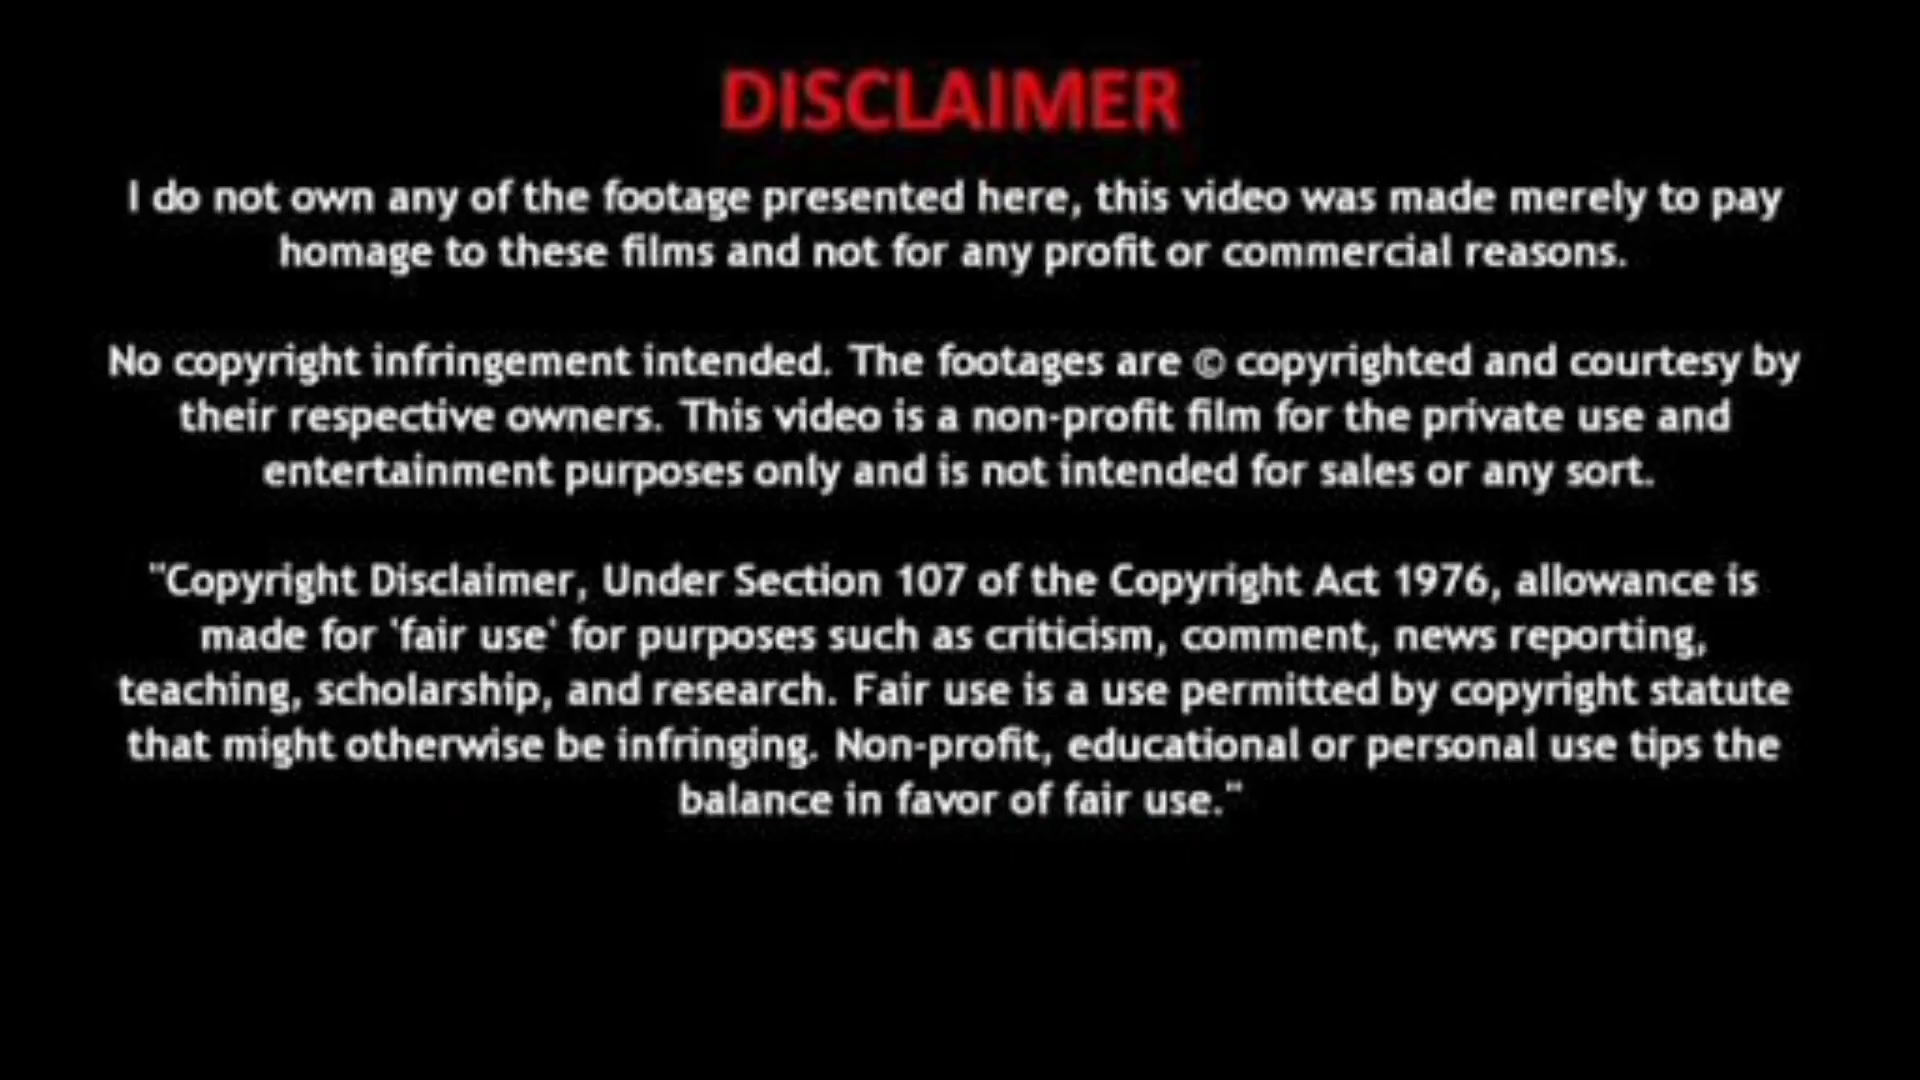 DISCLAIMER
I do not own any of the footage presented here, this video was made merely to pay
homage to these films and not for any profit or commercial reasons.
No copyright infringement intended. The footages are © copyrighted and courtesy by
their respective owners. This video is a non-profit film for the private use and
entertainment purposes only and is not intended for sales or any sort.
"Copyright Disclaimer, Under Section 107 of the Copyright Act 1976, allowance is
made for 'fair use' for purposes such as criticism, comment, news reporting,
teaching, scholarship, and research. Fair use is a use permitted by copyright statute
that might otherwise be infringing. Non-profit, educational or personal use tips the
balance in favor of fair use."